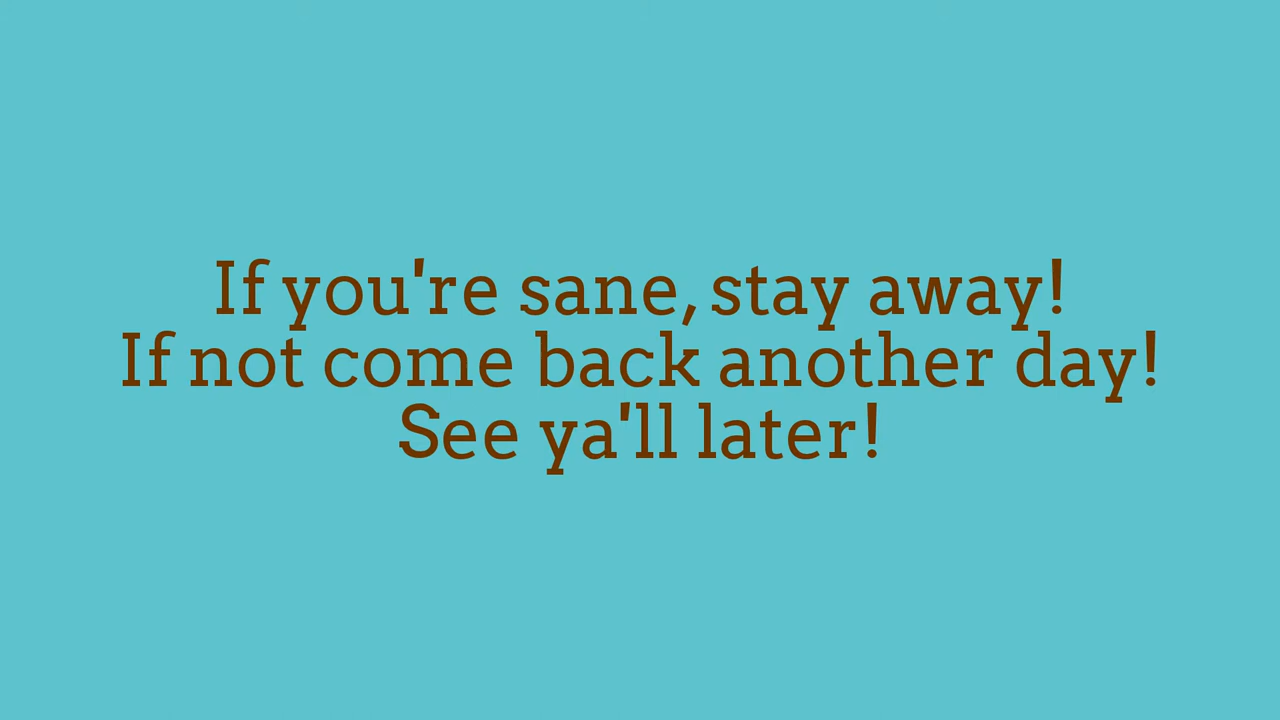 If you're sane, stay away!
If not come back another day!
See ya'll later!